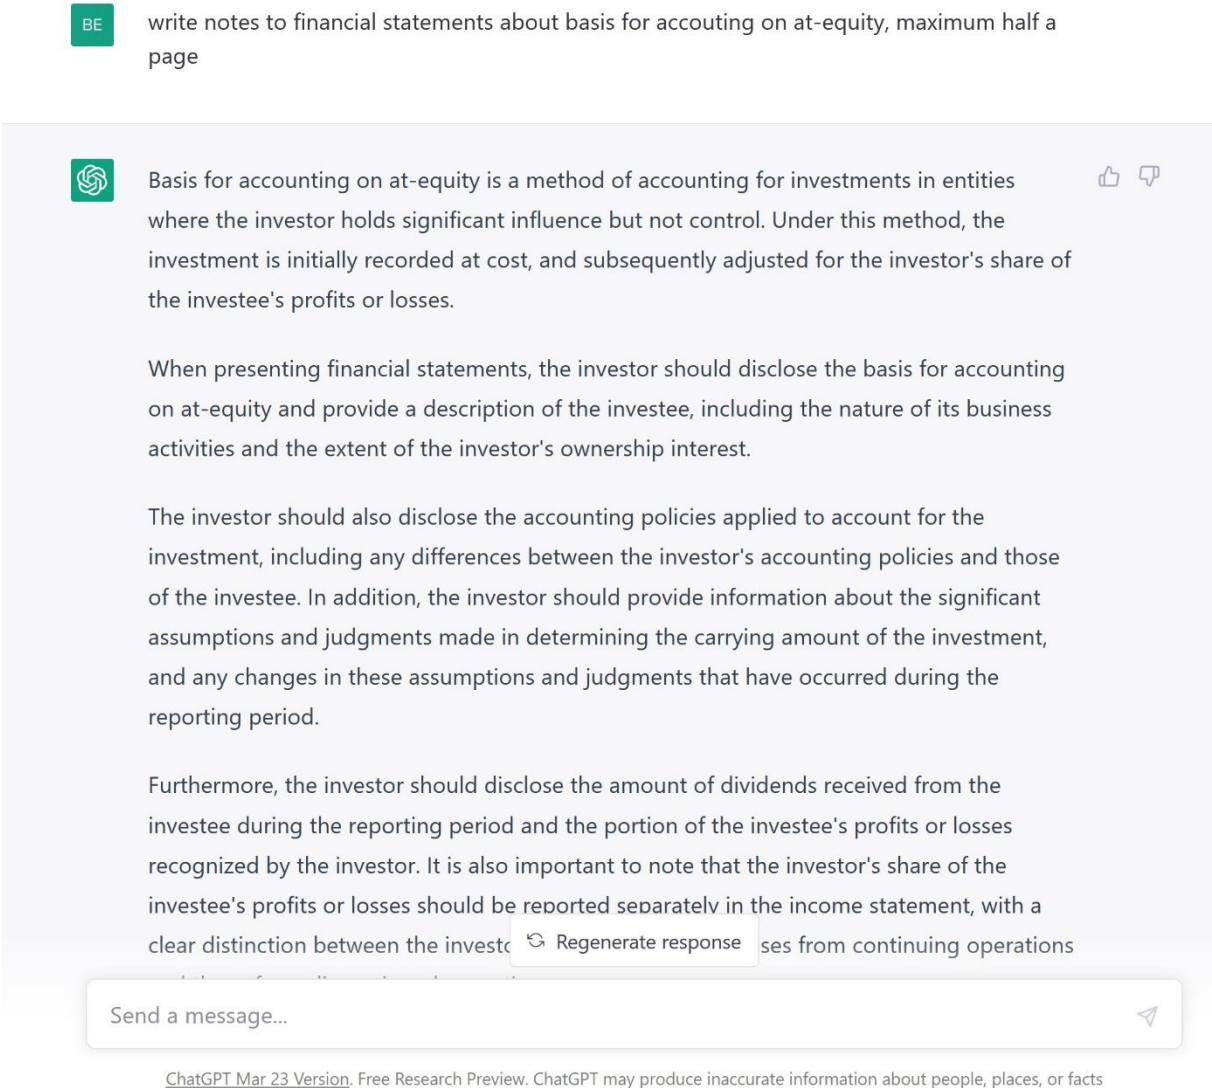 BE
write notes to financial statements about basis for accouting on at-equity, maximum half a
page
Basis for accounting on at-equity is a method of accounting for investments in entities
where the investor holds significant influence but not control. Under this method, the
investment is initially recorded at cost, and subsequently adjusted for the investor's share of
the investee's profits or losses.
When presenting financial statements, the investor should disclose the basis for accounting
on at-equity and provide a description of the investee, including the nature of its business
activities and the extent of the investor's ownership interest.
The investor should also disclose the accounting policies applied to account for the
investment, including any differences between the investor's accounting policies and those
of the investee. In addition, the investor should provide information about the significant
assumptions and judgments made in determining the carrying amount of the investment,
and any changes in these assumptions and judgments that have occurred during the
reporting period.
Furthermore, the investor should disclose the amount of dividends received from the
investee during the reporting period and the portion of the investee's profits or losses
recognized by the investor. It is also important to note that the investor's share of the
investee's profits or losses should be reported separately in the income statement, with a
clear distinction between the from continuing operations
Regenerate response
Send a message...
ChatGPT Mar 23 Version. Free Research Preview. ChatGPT may produce inaccurate information about people, places, or facts